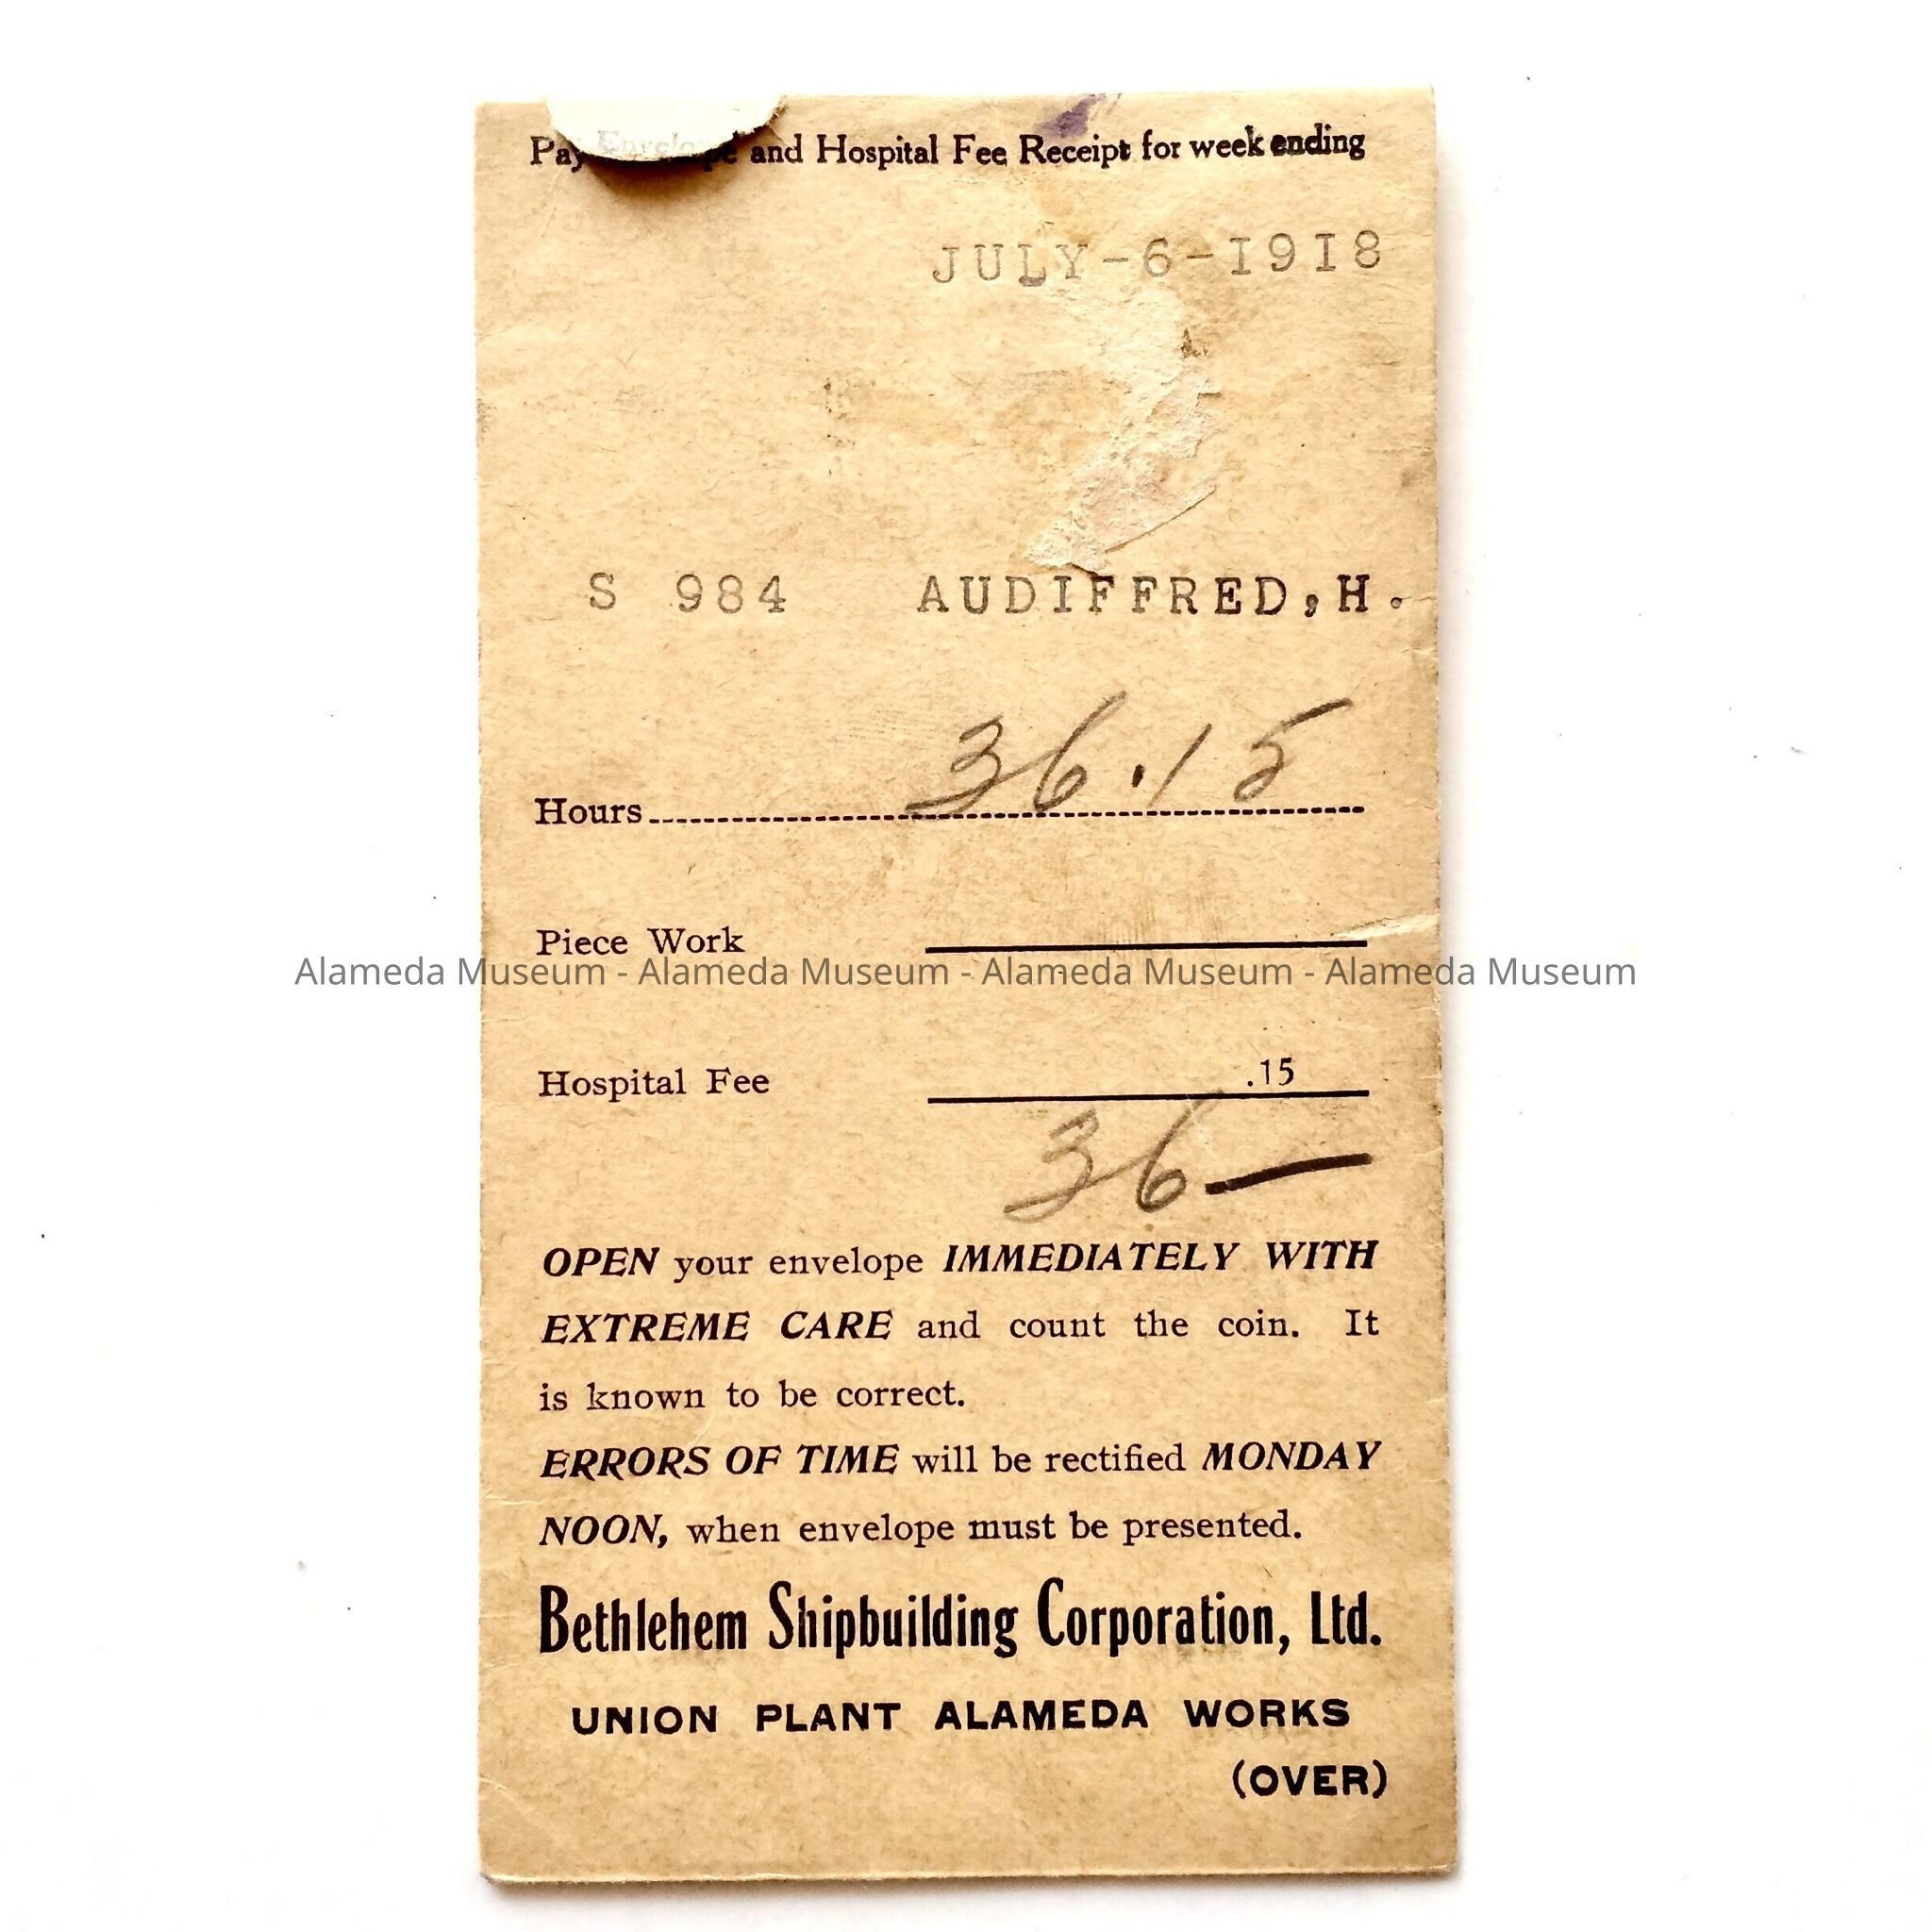 Pay Envelope and Hospital Fee Receipt for week ending
JULY-6-1918
S 984 AUDIFFRED,H.
Hours 36.15
Piece Work
Alameda Museum - Alameda Museum - Alameda Museum - Alameda Museum
Hospital Fee .15
36—
OPEN your envelope IMMEDIATELY WITH
EXTREME CARE and count the coin. It
is known to be correct.
ERRORS OF TIME will be rectified MONDAY
NOON, when envelope must be presented.
Bethlehem Shipbuilding Corporation, Ltd.
UNION PLANT ALAMEDA WORKS
(OVER)